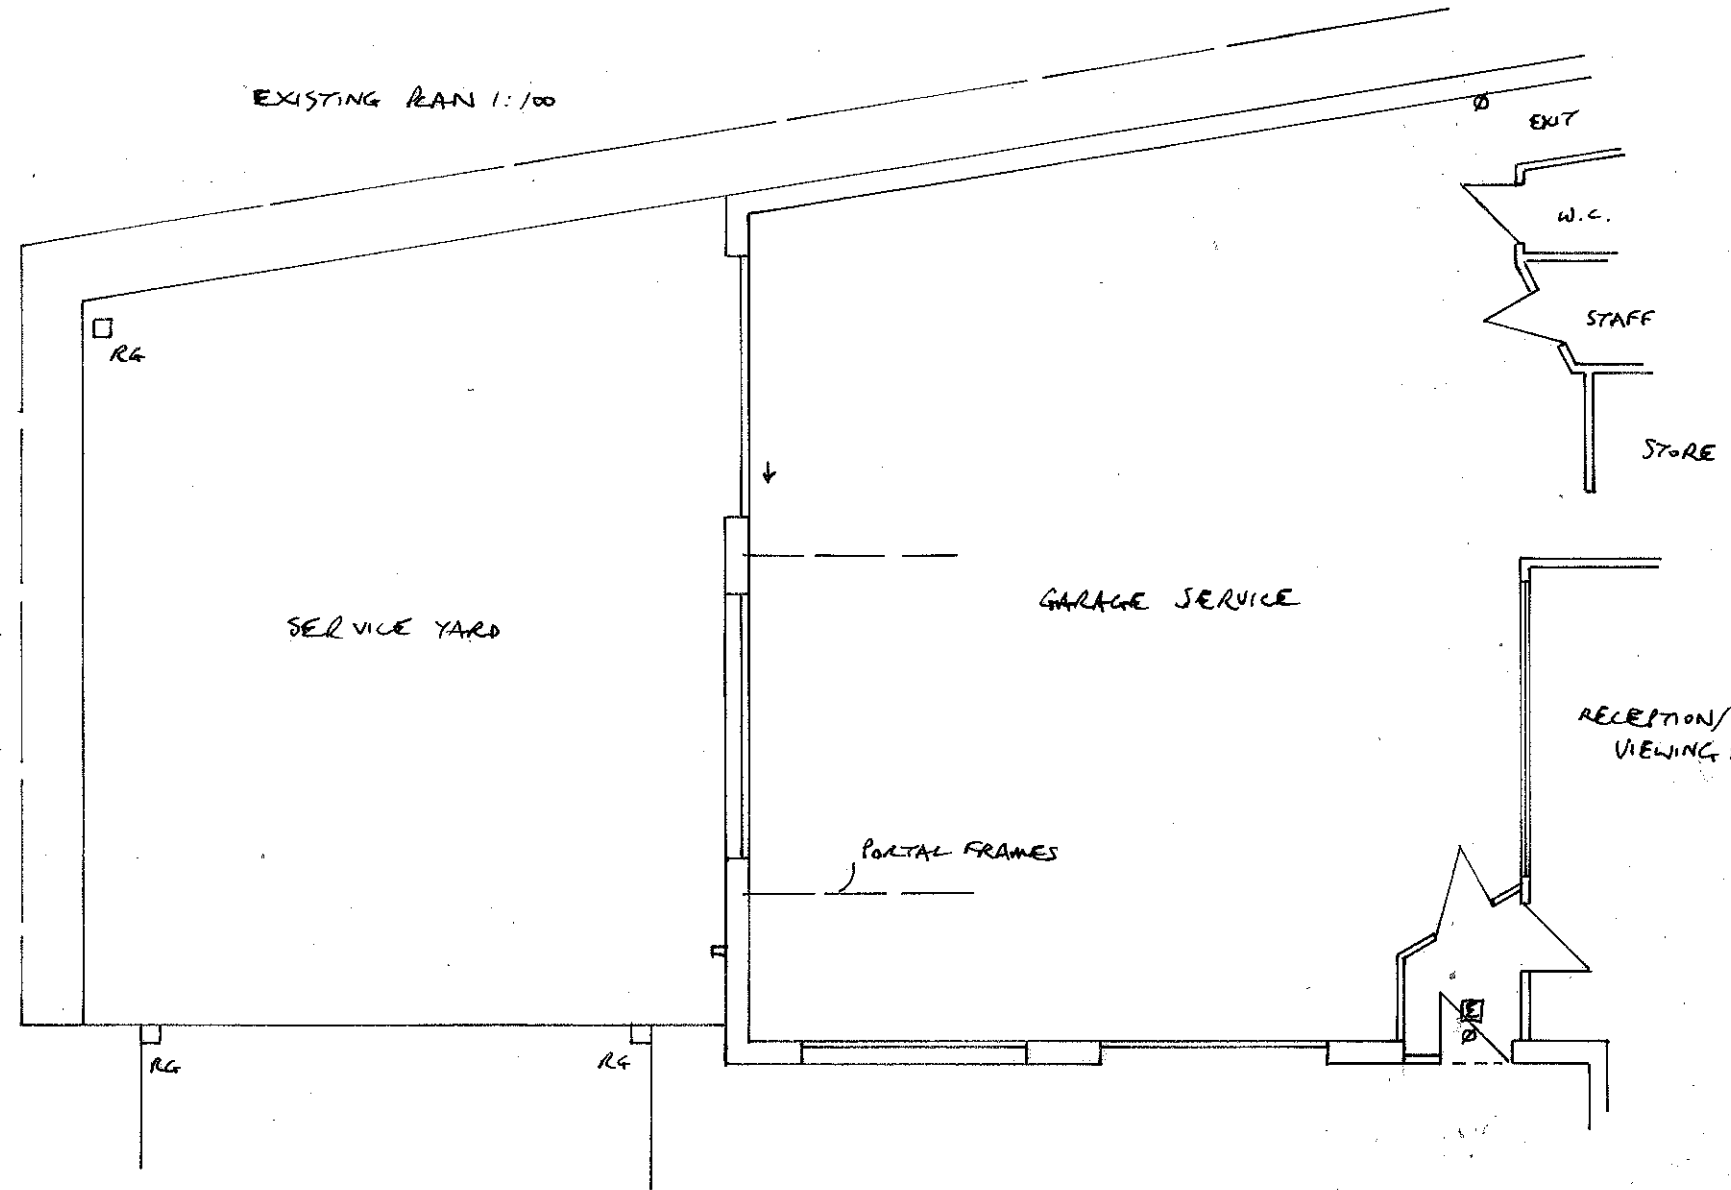 EXISTING PLAN 1:100
EXIT
W.C.
STAFF
RG
STORE
GARAGE SERVICE
SERVICE YARD
RECEPTION/
VIEWING
PORTAL FRAMES
E
RG
RG